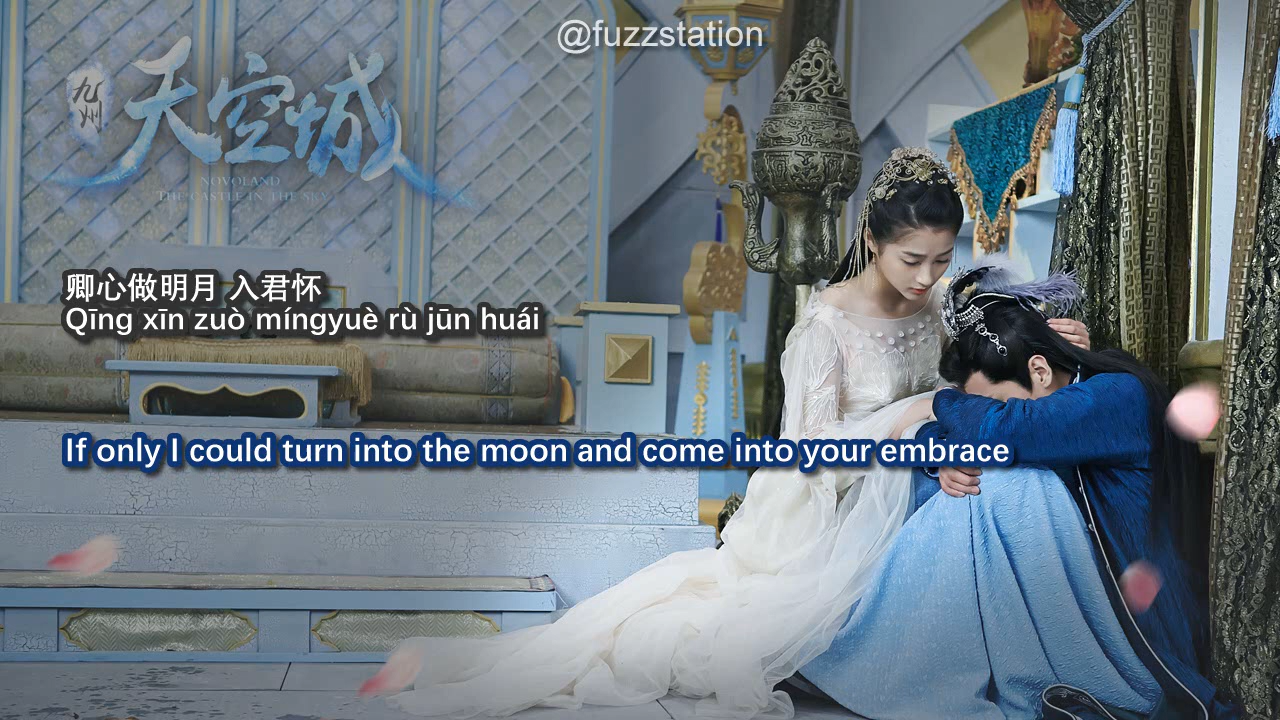 @fuzzstation
九州
天空城
NOVOLAND
THE CASTLE IN THE SKY
卿心做明月 入君怀
Qīng xīn zuò míngyuè rù jūn huái
If only I could turn into the moon and come into your embrace